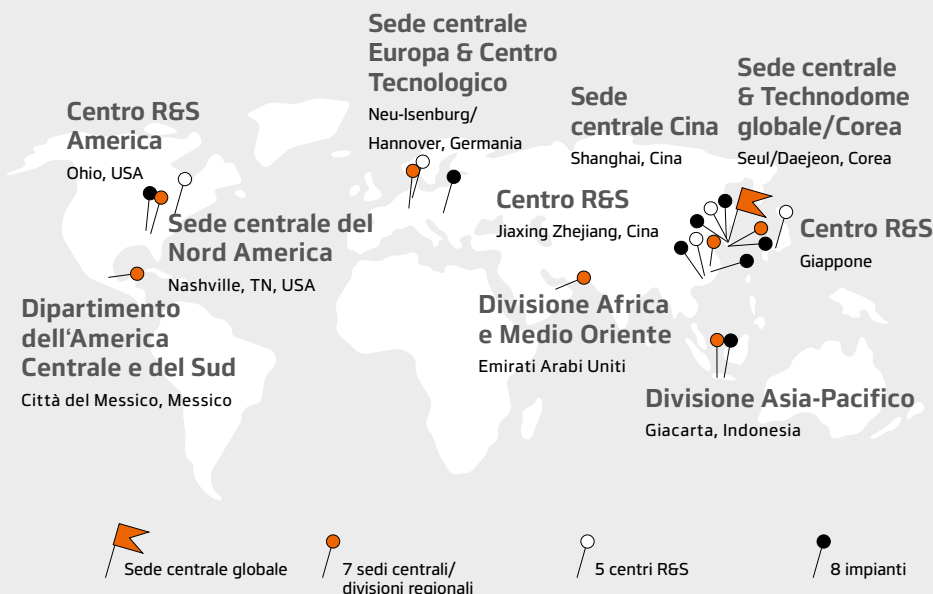 Sede centrale
Europa & Centro
Tecnologico
Neu-Isenburg/
Hannover, Germania
Sede
centrale Cina
Shanghai, Cina
Sede centrale
& Technodome
globale/Corea
Seul/Daejeon, Corea
Centro R&S
America
Ohio, USA
Centro R&S
Jiaxing Zhejiang, Cina
Centro R&S
Giappone
Sede centrale del
Nord America
Nashville, TN, USA
Dipartimento
dell‘America
Centrale e del Sud
Città del Messico, Messico
Divisione Africa
e Medio Oriente
Emirati Arabi Uniti
Divisione Asia-Pacifico
Giacarta, Indonesia
Sede centrale globale
7 sedi centrali/
divisioni regionali
5 centri R&S
8 impianti